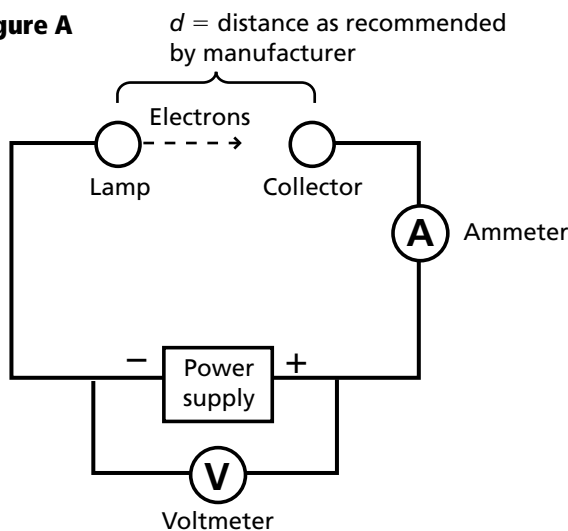 gure A
d = distance as recommended
by manufacturer
Electrons
Lamp
Collector
A
Ammeter
− Power +
supply
V
Voltmeter